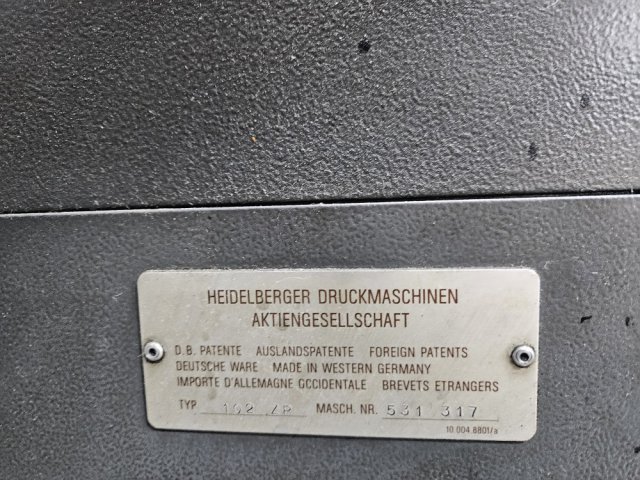 HEIDELBERGER DRUCKMASCHINEN
AKTIENGESELLSCHAFT
D.B. PATENTE AUSLANDSPATENTE FOREIGN PATENTS
DEUTSCHE WARE MADE IN WESTERN GERMANY
IMPORTE D'ALLEMAGNE OCCIDENTALE BREVETS ETRANGERS
TYP 102 ZP MASCH. NR. 531 317
10.004.8801/a